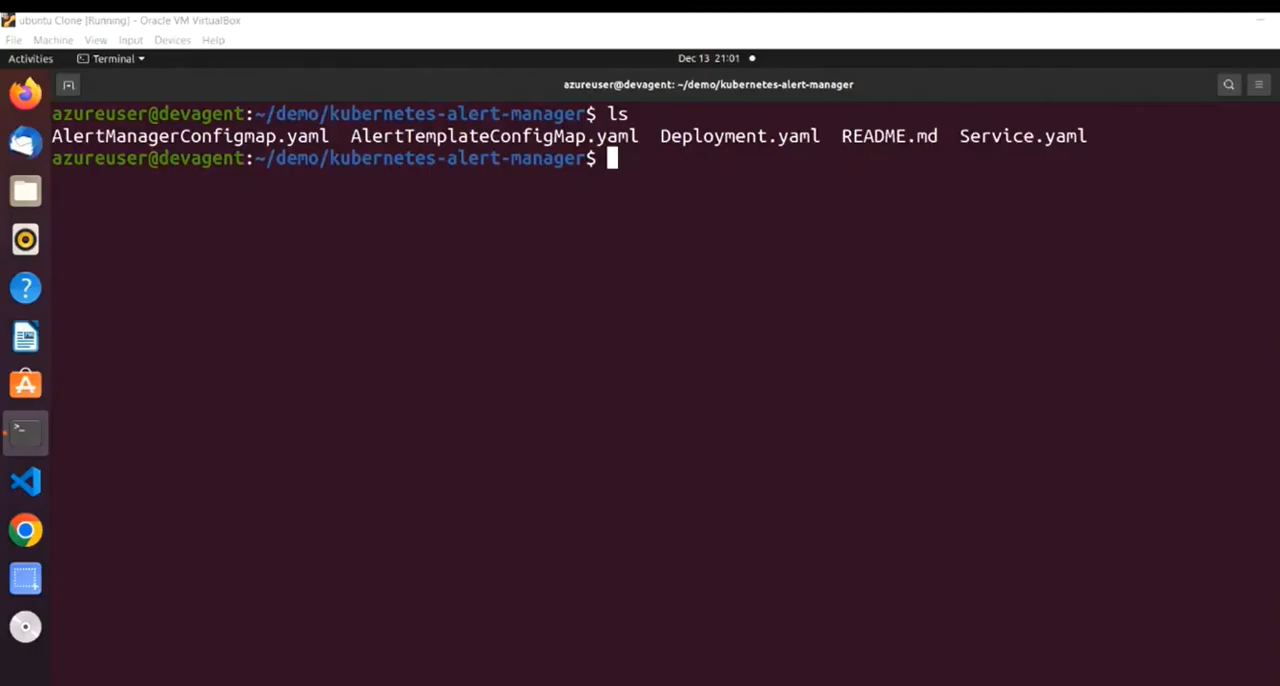 ubuntu Clone [Running] - Oracle VM VirtualBox
File Machine View Input Devices Help
Activities Terminal Dec 13 21:01
azureuser@devagent: ~/demo/kubernetes-alert-manager
azureuser@devagent:~/demo/kubernetes-alert-manager$ ls
AlertManagerConfigmap.yaml AlertTemplateConfigMap.yaml Deployment.yaml README.md Service.yaml
azureuser@devagent:~/demo/kubernetes-alert-manager$